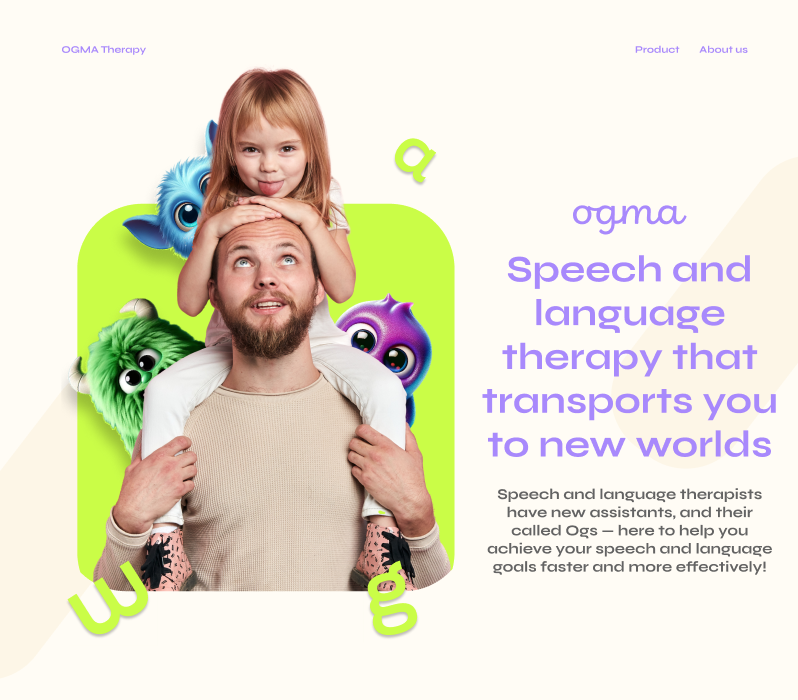 OGMA Therapy
Product
About us
a
ogma
Speech and
language
therapy that
transports you
to new worlds
Speech and language therapists
have new assistants, and their
called Ogs — here to help you
achieve your speech and language
goals faster and more effectively!
w
g